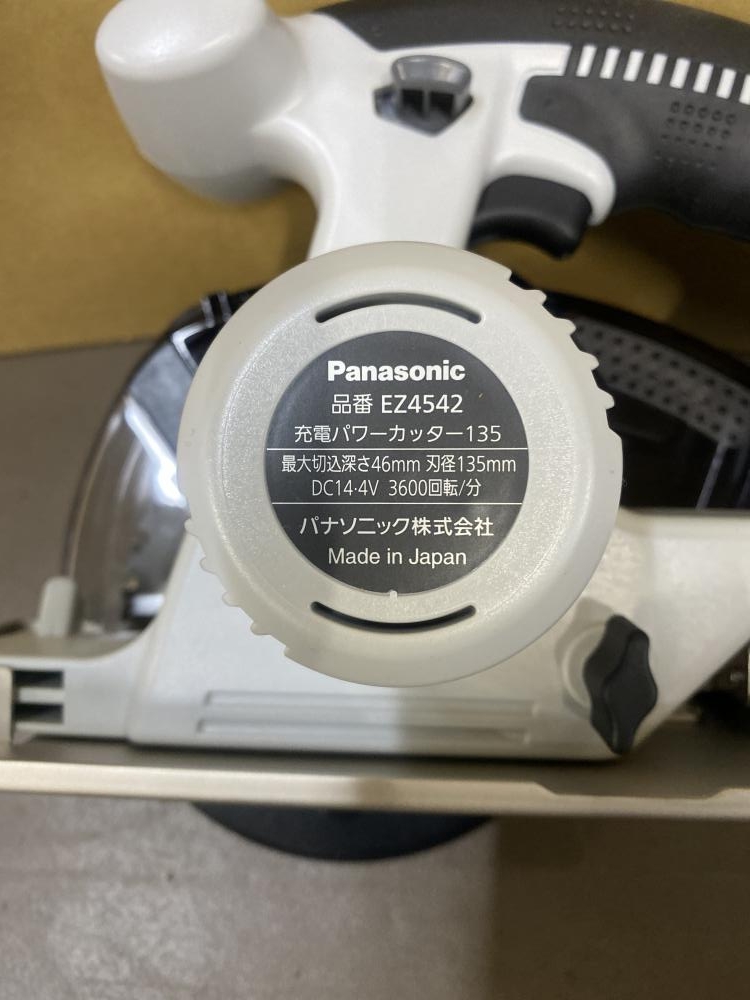 Panasonic
品番 EZ4542
充電パワーカッター135
最大切込深さ46mm 刃径135mm
DC14・4V 3600回転/分
パナソニック株式会社
Made in Japan